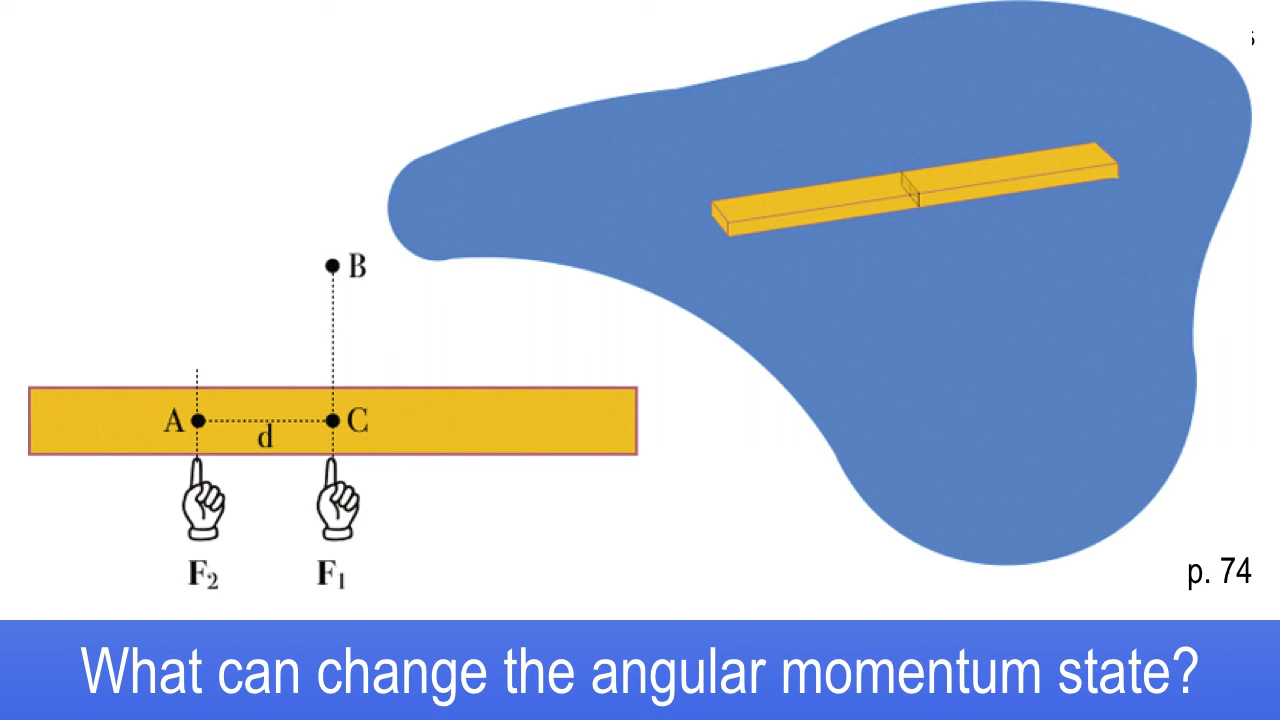 B
A
C
d
F₂
F₁
p. 74
What can change the angular momentum state?